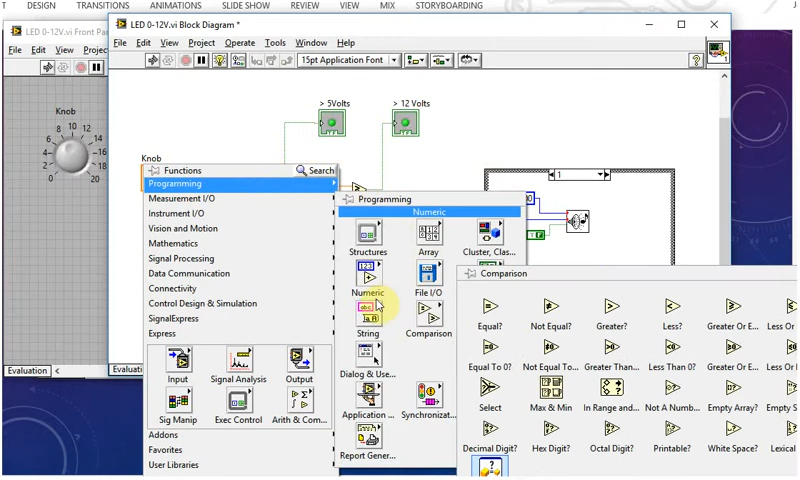 DESIGN TRANSITIONS ANIMATIONS SLIDE SHOW REVIEW VIEW MIX STORYBOARDING
LED 0-12V.vi Front Pan
File Edit View Project
Knob
0 2 4 6 8 10 12 14 16 20
Evaluation
LED 0-12V.vi Block Diagram *
File Edit View Project Operate Tools Window Help
15pt Application Font
> 5Volts
> 12 Volts
Knob
1
Functions
Search
Programming
Measurement I/O
Instrument I/O
Vision and Motion
Mathematics
Signal Processing
Data Communication
Connectivity
Control Design & Simulation
SignalExpress
Express
Input
Signal Analysis
Output
Sig Manip
Exec Control
Arith & Com...
Addons
Favorites
User Libraries
Programming
Numeric
Structures
Array
Cluster, Clas...
Numeric
File I/O
String
Comparison
Dialog & Use...
Application ...
Synchronizat...
Report Gener...
Comparison
Equal?
Not Equal?
Greater?
Less?
Greater Or E...
Less Or
Equal To 0?
Not Equal To...
Greater Than...
Less Than 0?
Greater Or E...
Less Or
Select
Max & Min
In Range and...
Not A Numb...
Empty Array?
Empty S
Decimal Digit?
Hex Digit?
Octal Digit?
Printable?
White Space?
Lexical